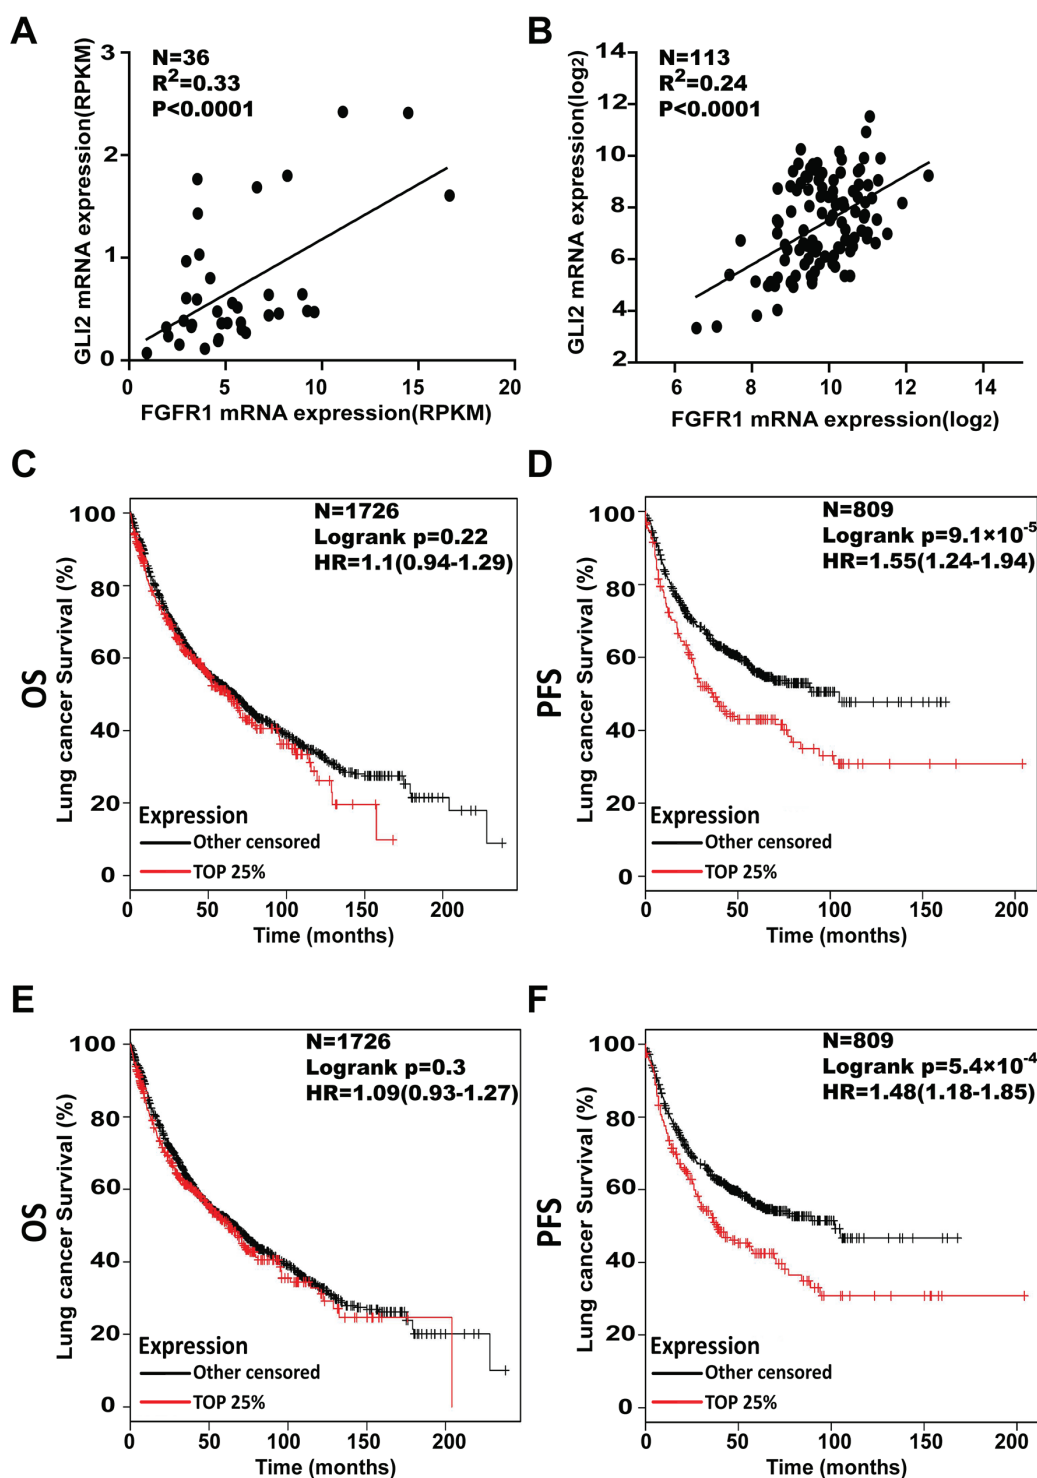 A
N=36
R²=0.33
P<0.0001
GLI2 mRNA expression(RPKM)
3
2
1
0
0 5 10 15 20
FGFR1 mRNA expression(RPKM)
B
N=113
R²=0.24
P<0.0001
GLI2 mRNA expression(log2)
14
12
10
8
6
4
2
6 8 10 12 14
FGFR1 mRNA expression(log2)
C
OS
Lung cancer Survival (%)
N=1726
Logrank p=0.22
HR=1.1(0.94-1.29)
100
80
60
40
20
0
Expression
Other censored
TOP 25%
0 50 100 150 200
Time (months)
D
PFS
Lung cancer Survival (%)
N=809
Logrank p=9.1×10⁻⁵
HR=1.55(1.24-1.94)
100
80
60
40
20
0
Expression
Other censored
TOP 25%
0 50 100 150 200
Time (months)
E
OS
Lung cancer Survival (%)
N=1726
Logrank p=0.3
HR=1.09(0.93-1.27)
100
80
60
40
20
0
Expression
Other censored
TOP 25%
0 50 100 150 200
Time (months)
F
PFS
Lung cancer Survival (%)
N=809
Logrank p=5.4×10⁻⁴
HR=1.48(1.18-1.85)
100
80
60
40
20
0
Expression
Other censored
TOP 25%
0 50 100 150 200
Time (months)